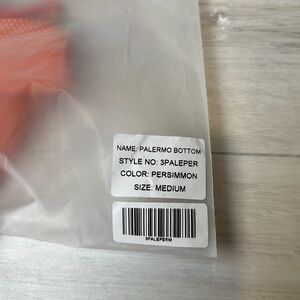 NAME: PALERMO BOTTOM
STYLE NO: 3PALEPER
COLOR: PERSIMMON
SIZE: MEDIUM
3PALEPERM